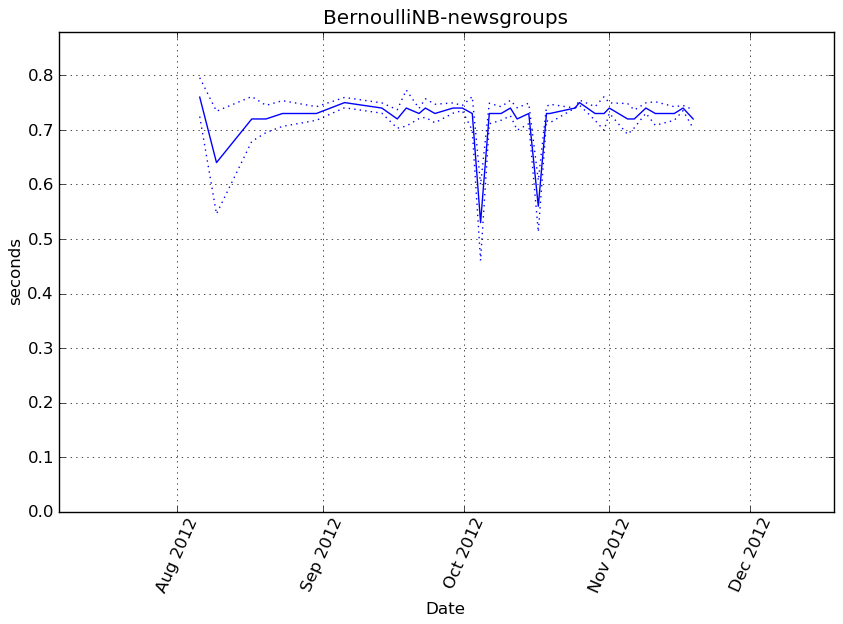 BernoulliNB-newsgroups
0.8
0.7
0.6
0.5
0.4
0.3
0.2
0.1
0.0
seconds
Aug 2012
Sep 2012
Oct 2012
Nov 2012
Dec 2012
Date